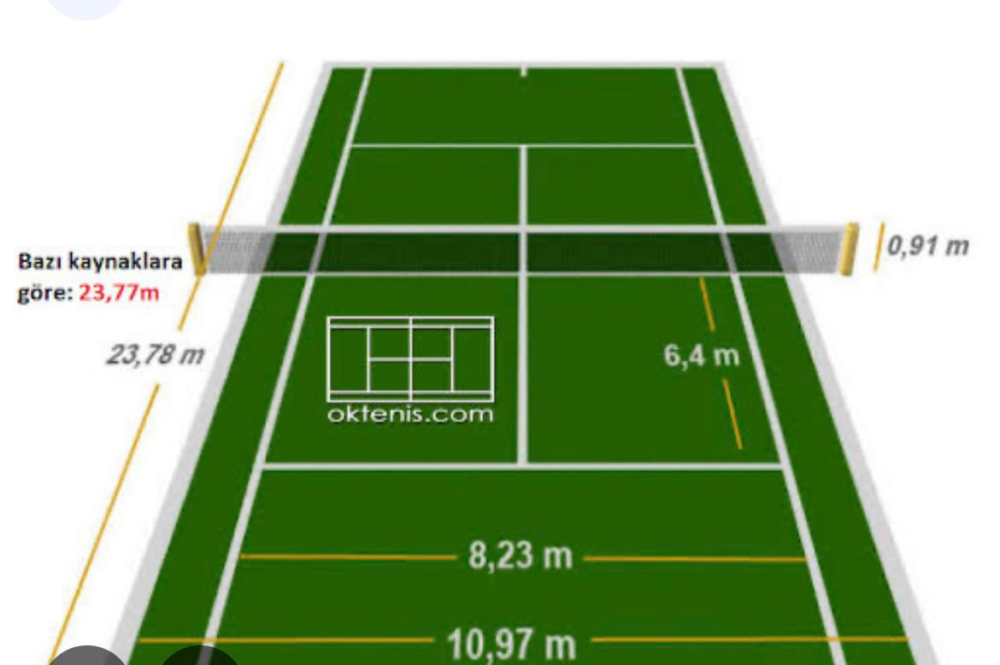 0,91 m
Bazı kaynaklara
göre: 23,77m
23,78 m
6,4 m
oktenis.com
8,23 m
10,97 m